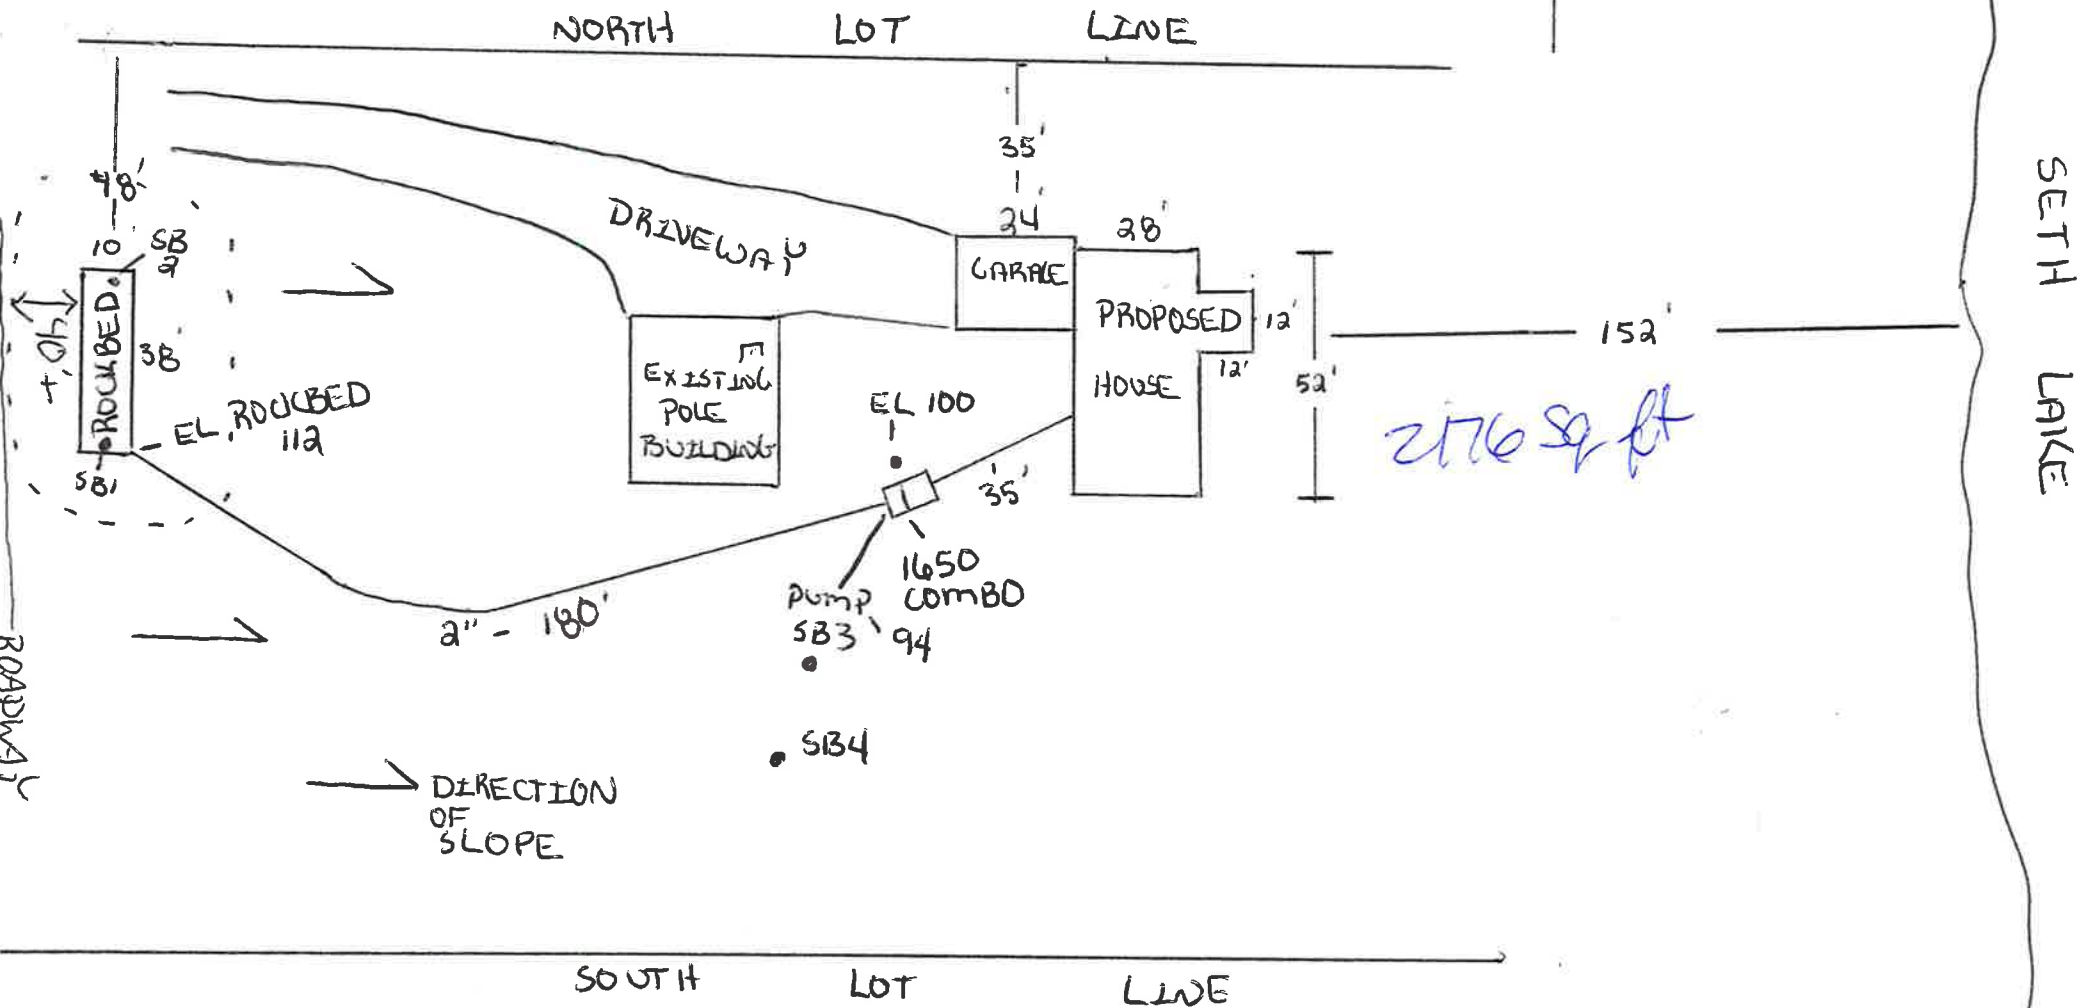 NORTH LOT LINE
48'
10'
SB
2
ROCKBED
38'
40'+
SB1
EL. ROCKBED
112
DRIVEWAY
35'
24'
28'
GARAGE
PROPOSED
HOUSE
12'
12'
52'
152'
2176 sq ft
SETH LAKE
EXISTING
POLE
BUILDING
EL 100
35'
1650
COMBO
PUMP
94
SB3
SB4
2" - 180'
ROADWAY
DIRECTION
OF
SLOPE
SOUTH LOT LINE